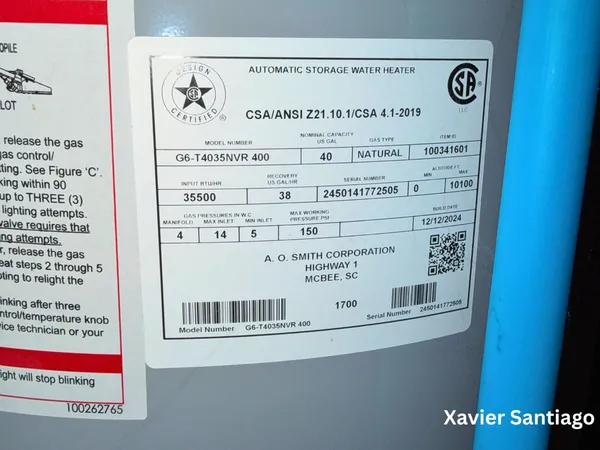 OPILE
LOT
release the gas
gas control/
tting. See Figure 'C'.
king within 90
up to THREE (3)
lighting attempts.
valve requires that
ng attempts.
r, release the gas
eat steps 2 through 5
pting to relight the
inking after three
ntrol/temperature knob
vice technician or your
ight will stop blinking
100262765
DESIGN CERTIFIED
AUTOMATIC STORAGE WATER HEATER
CSA/ANSI Z21.10.1/CSA 4.1-2019
SA
LLC
MODEL NUMBER NOMINAL CAPACITY US GAL GAS TYPE ITEM ID
G6-T4035NVR 400 40 NATURAL 100341601
INPUT BTU/HR RECOVERY US GAL/HR SERIAL NUMBER ALTITUDE FT MIN MAX
35500 38 2450141772505 0 10100
GAS PRESSURES IN W.C MANIFOLD MAX INLET MIN INLET MAX WORKING PRESSURE PSI BUILD DATE
4 14 5 150 12/12/2024
A. O. SMITH CORPORATION
HIGHWAY 1
MCBEE, SC
1700
Model Number G6-T4035NVR 400
Serial Number 2450141772505
Xavier Santiago